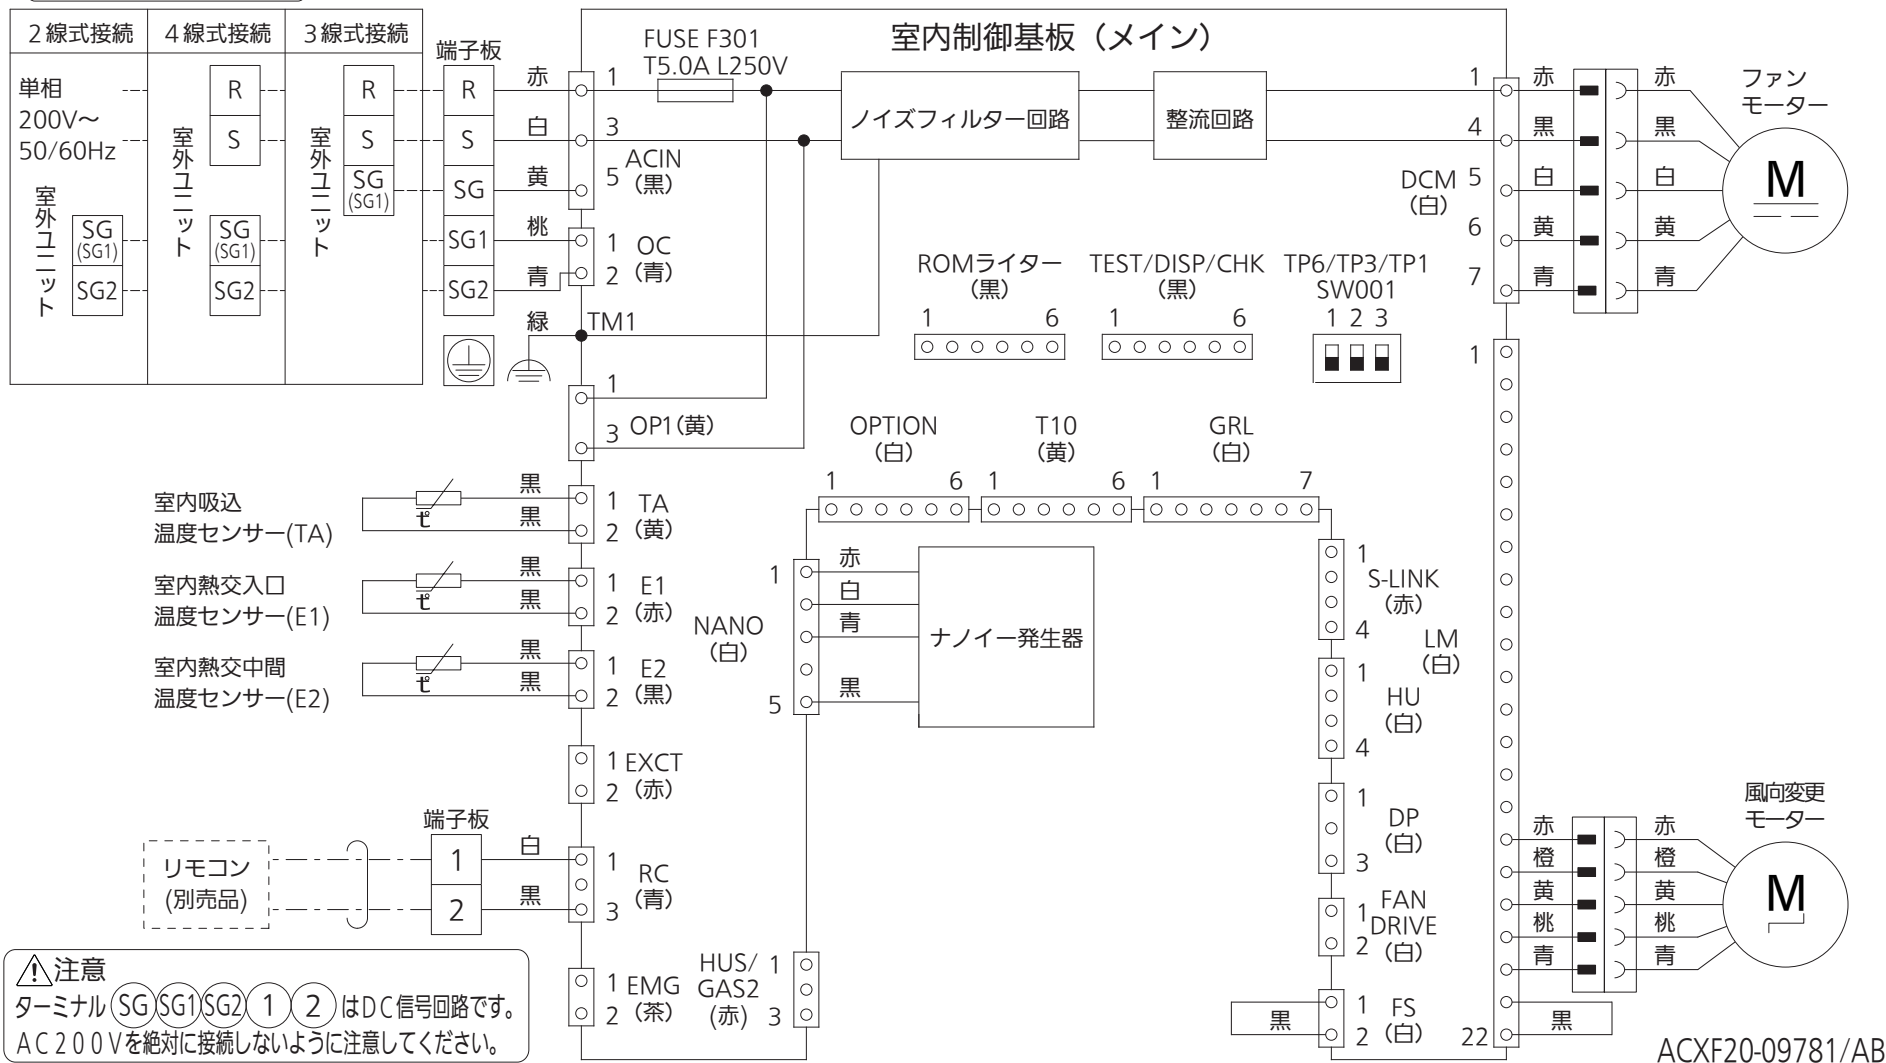 2線式接続
4線式接続
3線式接続
単相
200V～
50/60Hz
室外ユニット
SG
(SG1)
SG2
室外ユニット
R
S
SG
(SG1)
SG2
室外ユニット
R
S
SG
(SG1)
端子板
R
S
SG
SG1
SG2
赤
白
黄
桃
青
緑
室内制御基板（メイン）
FUSE F301
T5.0A L250V
1
3
5
ACIN
（黒）
1
2
OC
（青）
TM1
1
3
OP1（黄）
ノイズフィルター回路
整流回路
1
4
5
6
7
DCM
（白）
赤
黒
白
黄
青
赤
黒
白
黄
青
ファン
モーター
M
ROMライター
（黒）
1 6
TEST/DISP/CHK
（黒）
1 6
TP6/TP3/TP1
SW001
1 2 3
OPTION
（白）
1 6
T10
（黄）
1 6
GRL
（白）
1 7
室内吸込
温度センサー(TA)
t゚
黒
黒
1
2
TA
（黄）
室内熱交入口
温度センサー(E1)
t゚
黒
黒
1
2
E1
（赤）
室内熱交中間
温度センサー(E2)
t゚
黒
黒
1
2
E2
（黒）
1
2
EXCT
（赤）
端子板
リモコン
(別売品)
1
2
白
黒
1
3
RC
（青）
1
2
EMG
（茶）
NANO
（白）
1
5
赤
白
青
黒
ナノイー発生器
HUS/
GAS2
（赤）
1
3
1
S-LINK
（赤）
4
1
HU
（白）
4
1
DP
（白）
3
1
2
FAN
DRIVE
（白）
1
2
FS
（白）
黒
LM
（白）
1
22
赤
橙
黄
桃
青
赤
橙
黄
桃
青
黒
風向変更
モーター
M
注意
ターミナル SG SG1 SG2 1 2 はDC信号回路です。
AC200Vを絶対に接続しないように注意してください。
ACXF20-09781/AB